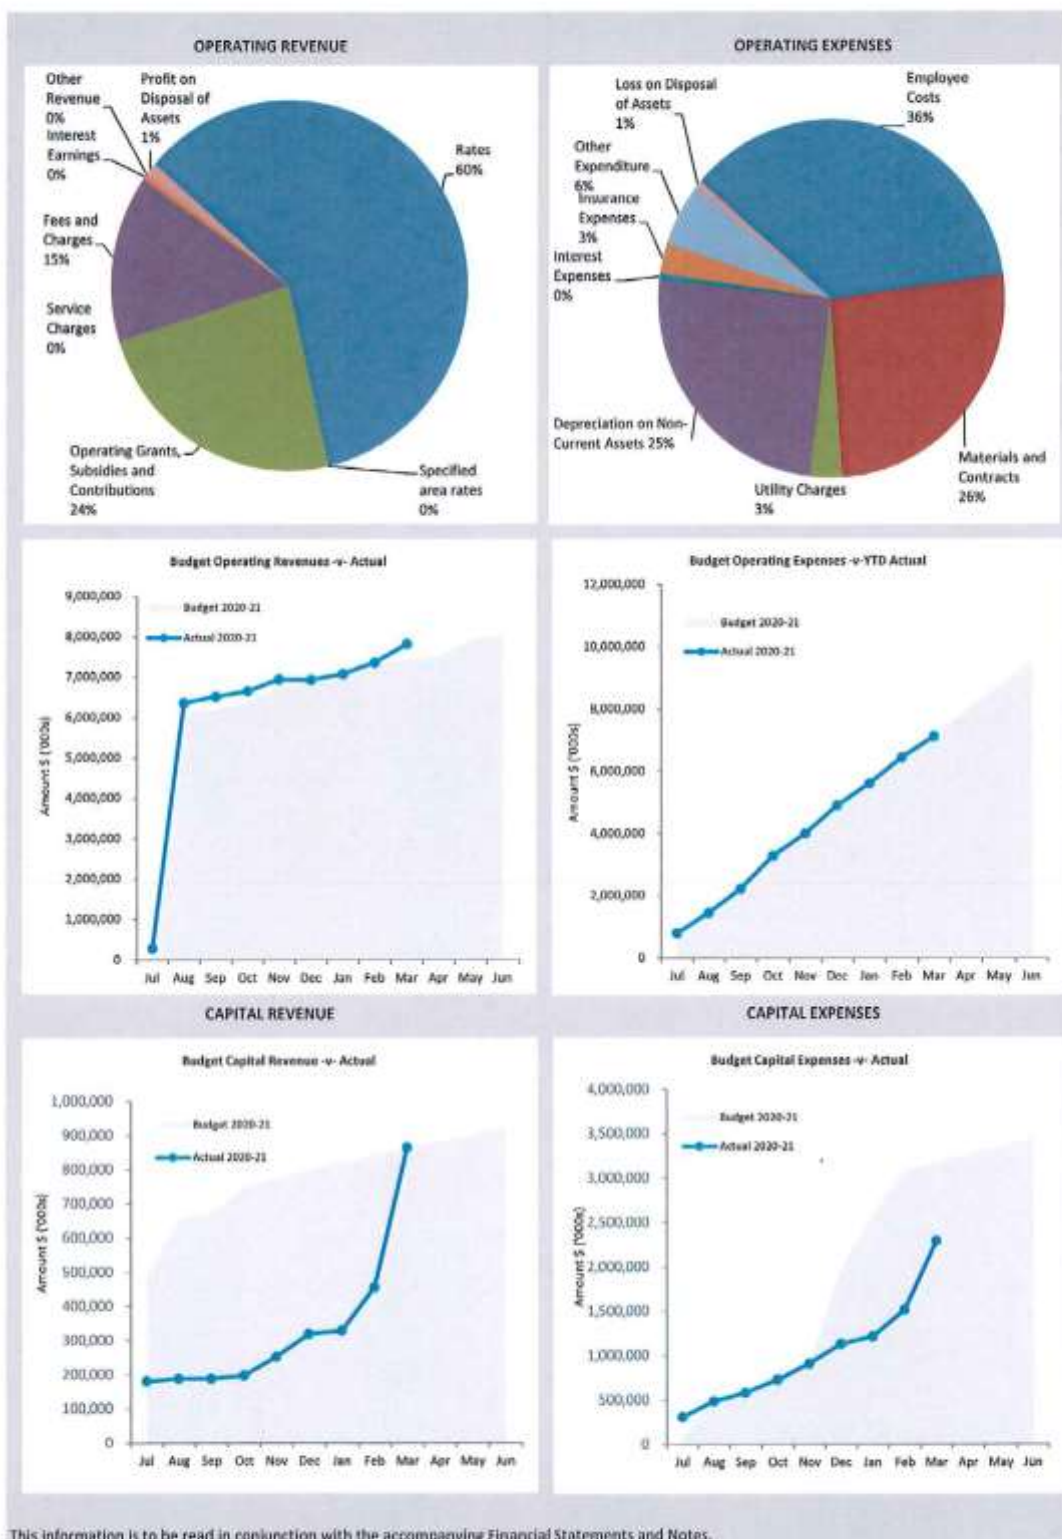 OPERATING REVENUE
Other
Revenue
0%
Interest
Earnings
0%
Profit on
Disposal of
Assets
1%
Rates
60%
Fees and
Charges
15%
Service
Charges
0%
Operating Grants,
Subsidies and
Contributions
24%
Specified
area rates
0%
OPERATING EXPENSES
Loss on Disposal
of Assets
1%
Employee
Costs
36%
Other
Expenditure
6%
Insurance
Expenses
3%
Interest
Expenses
0%
Depreciation on Non-
Current Assets 25%
Utility Charges
3%
Materials and
Contracts
26%
Budget Operating Revenues -v- Actual
Amount $ ('000s)
9,000,000
8,000,000
7,000,000
6,000,000
5,000,000
4,000,000
3,000,000
2,000,000
1,000,000
0
Budget 2020-21
Actual 2020-21
Jul Aug Sep Oct Nov Dec Jan Feb Mar Apr May Jun
Budget Operating Expenses -v-YTD Actual
Amount $ ('000s)
12,000,000
10,000,000
8,000,000
6,000,000
4,000,000
2,000,000
0
Budget 2020-21
Actual 2020-21
Jul Aug Sep Oct Nov Dec Jan Feb Mar Apr May Jun
CAPITAL REVENUE
Budget Capital Revenue -v- Actual
Amount $ ('000s)
1,000,000
900,000
800,000
700,000
600,000
500,000
400,000
300,000
200,000
100,000
0
Budget 2020-21
Actual 2020-21
Jul Aug Sep Oct Nov Dec Jan Feb Mar Apr May Jun
CAPITAL EXPENSES
Budget Capital Expenses -v- Actual
Amount $ ('000s)
4,000,000
3,500,000
3,000,000
2,500,000
2,000,000
1,500,000
1,000,000
500,000
0
Budget 2020-21
Actual 2020-21
Jul Aug Sep Oct Nov Dec Jan Feb Mar Apr May Jun
This information is to be read in conjunction with the accompanying Financial Statements and Notes.